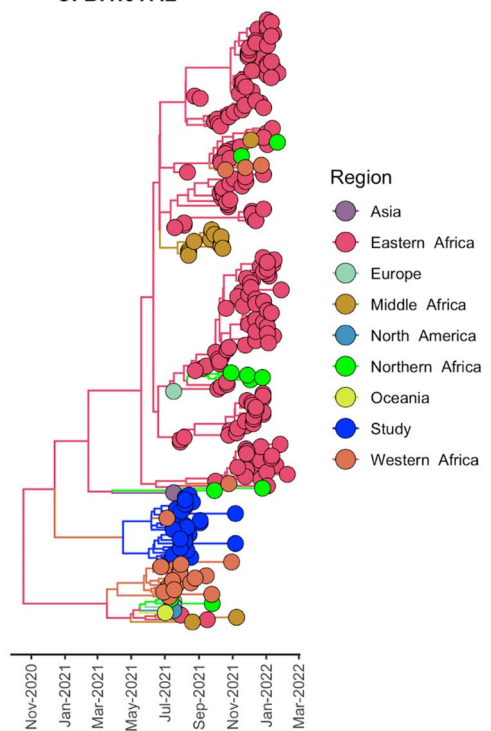 Region
Asia
Eastern Africa
Europe
Middle Africa
North America
Northern Africa
Oceania
Study
Western Africa
Nov-2020
Jan-2021
Mar-2021
May-2021
Jul-2021
Sep-2021
Nov-2021
Jan-2022
Mar-2022